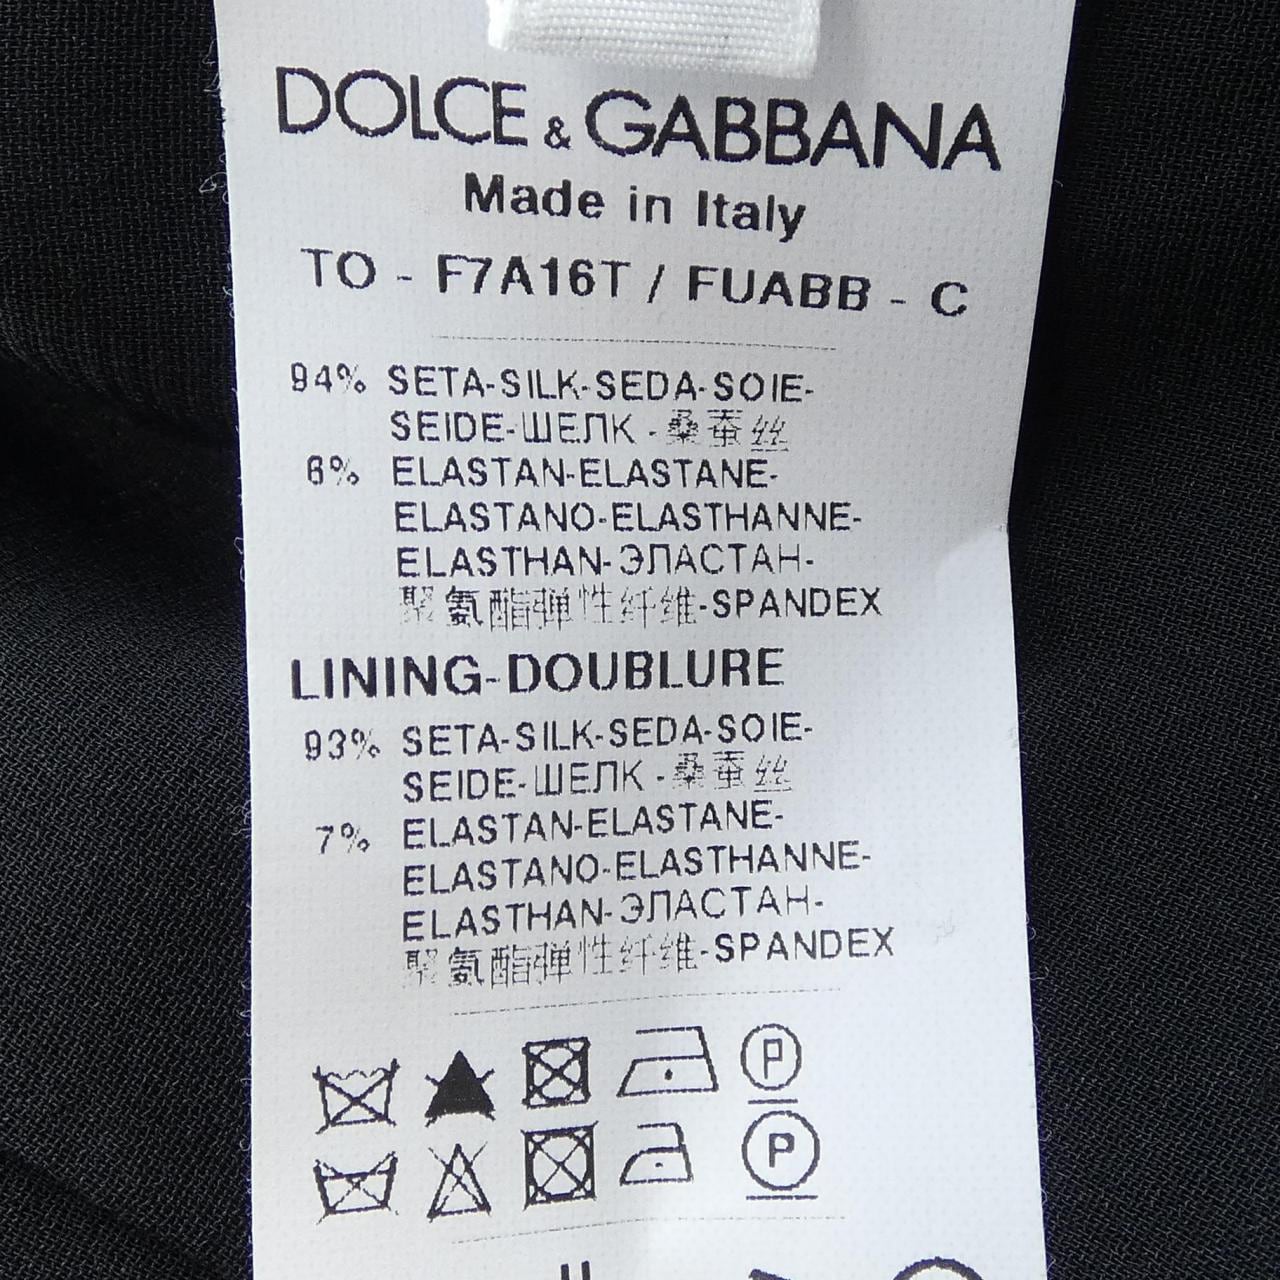 DOLCE & GABBANA
Made in Italy
TO - F7A16T / FUABB - C
94% SETA-SILK-SEDA-SOIE-
SEIDE-ШЕЛК-桑蚕丝
6% ELASTAN-ELASTANE-
ELASTANO-ELASTHANNE-
ELASTHAN-ЭЛАСТАН-
聚氨酯弹性纤维-SPANDEX
LINING-DOUBLURE
93% SETA-SILK-SEDA-SOIE-
SEIDE-ШЕЛК-桑蚕丝
7% ELASTAN-ELASTANE-
ELASTANO-ELASTHANNE-
ELASTHAN-ЭЛАСТАН-
聚氨酯弹性纤维-SPANDEX
P
P